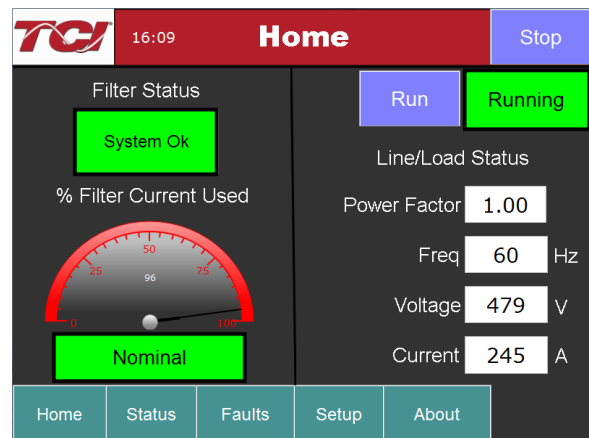 TCI
16:09
Home
Stop
Filter Status
System Ok
% Filter Current Used
0
25
50
75
100
96
Nominal
Run
Running
Line/Load Status
Power Factor 1.00
Freq 60 Hz
Voltage 479 V
Current 245 A
Home Status Faults Setup About